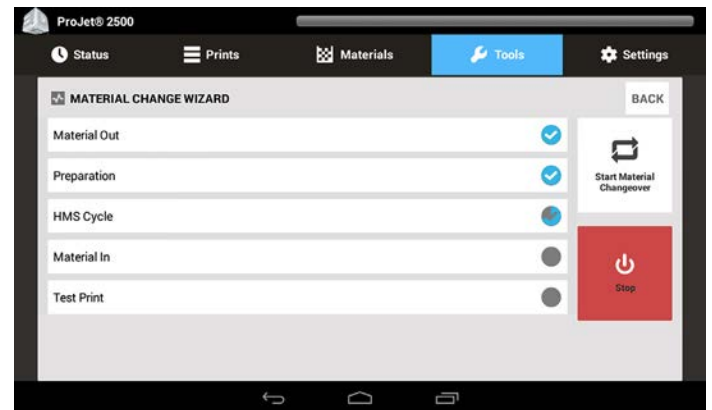 ProJet® 2500
Status
Prints
Materials
Tools
Settings
MATERIAL CHANGE WIZARD
BACK
Material Out
Preparation
HMS Cycle
Material In
Test Print
Start Material
Changeover
Stop